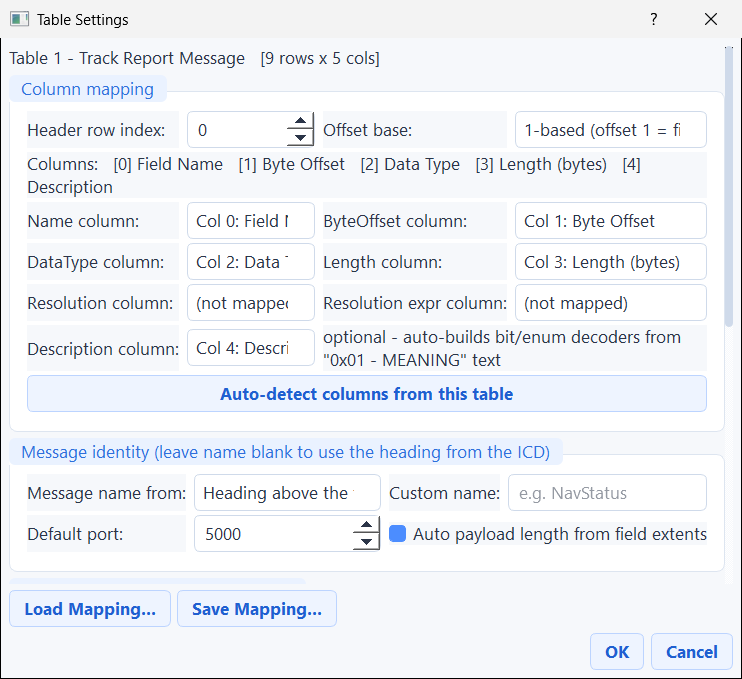 Table Settings ?
Table 1 - Track Report Message [9 rows x 5 cols]
Column mapping
Header row index: 0 Offset base: 1-based (offset 1 = fi
Columns: [0] Field Name [1] Byte Offset [2] Data Type [3] Length (bytes) [4]
Description
Name column: Col 0: Field N ByteOffset column: Col 1: Byte Offset
DataType column: Col 2: Data Length column: Col 3: Length (bytes)
Resolution column: (not mapped Resolution expr column: (not mapped)
Description column: Col 4: Descri optional - auto-builds bit/enum decoders from
"0x01 - MEANING" text
Auto-detect columns from this table
Message identity (leave name blank to use the heading from the ICD)
Message name from: Heading above the Custom name: e.g. NavStatus
Default port: 5000 Auto payload length from field extents
Load Mapping... Save Mapping...
OK Cancel